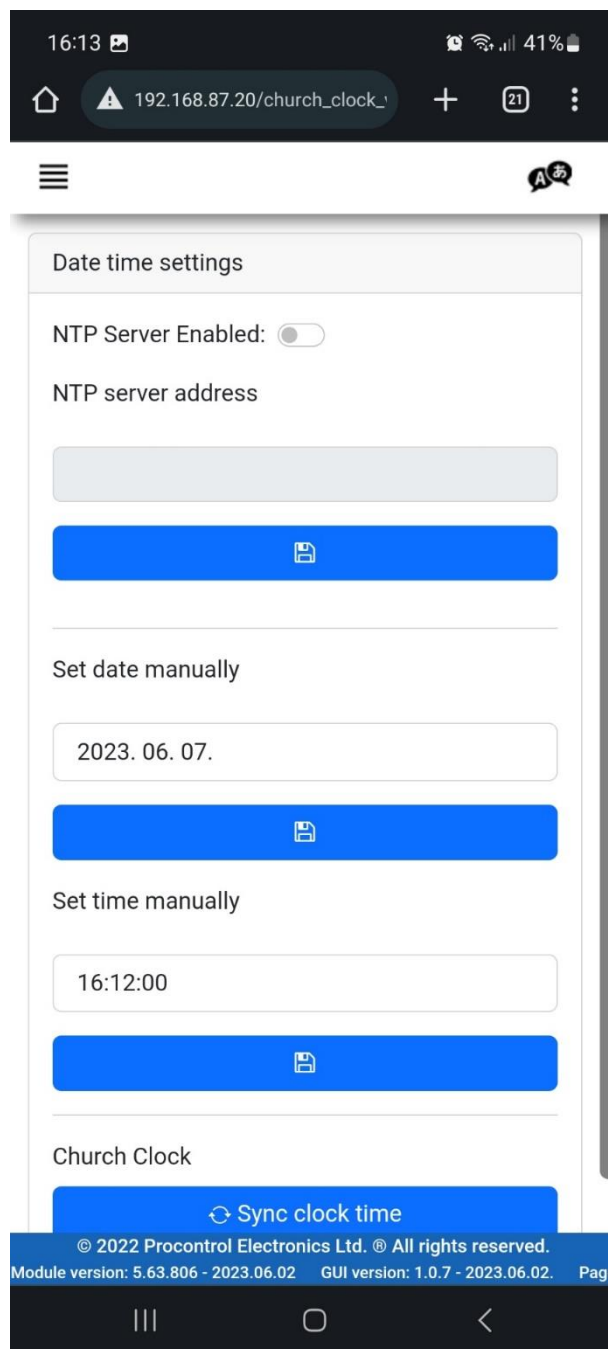 16:13
41%
192.168.87.20/church_clock_
21
A あ
Date time settings
NTP Server Enabled:
NTP server address
Set date manually
2023. 06. 07.
Set time manually
16:12:00
Church Clock
Sync clock time
© 2022 Procontrol Electronics Ltd. ® All rights reserved.
Module version: 5.63.806 - 2023.06.02 GUI version: 1.0.7 - 2023.06.02. Pag